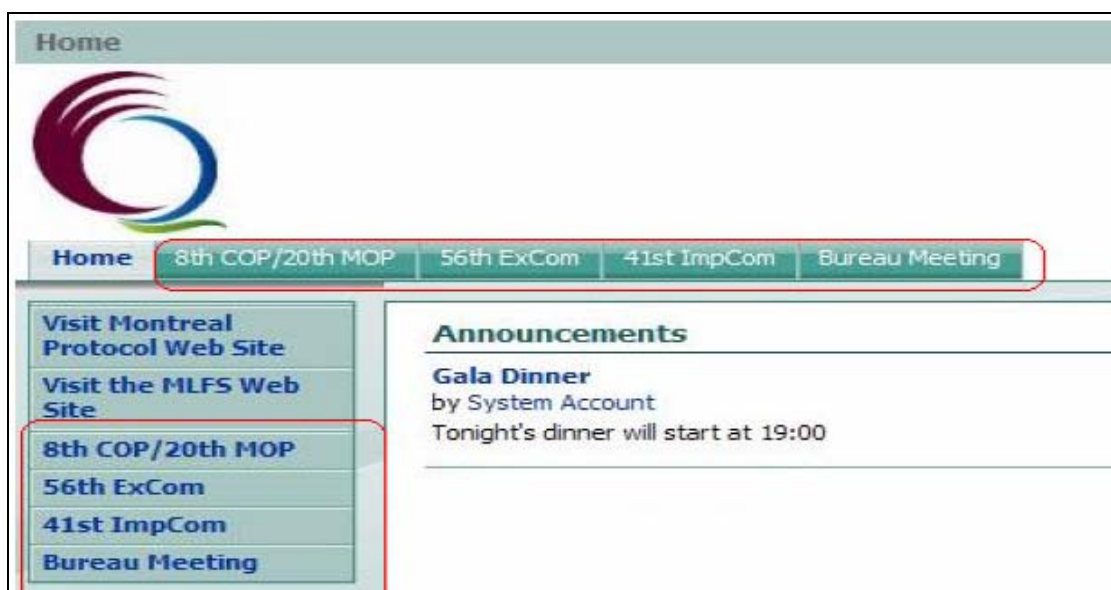 Home
Home 8th COP/20th MOP 56th ExCom 41st ImpCom Bureau Meeting
Visit Montreal
Protocol Web Site
Visit the MLFS Web
Site
8th COP/20th MOP
56th ExCom
41st ImpCom
Bureau Meeting
Announcements
Gala Dinner
by System Account
Tonight's dinner will start at 19:00